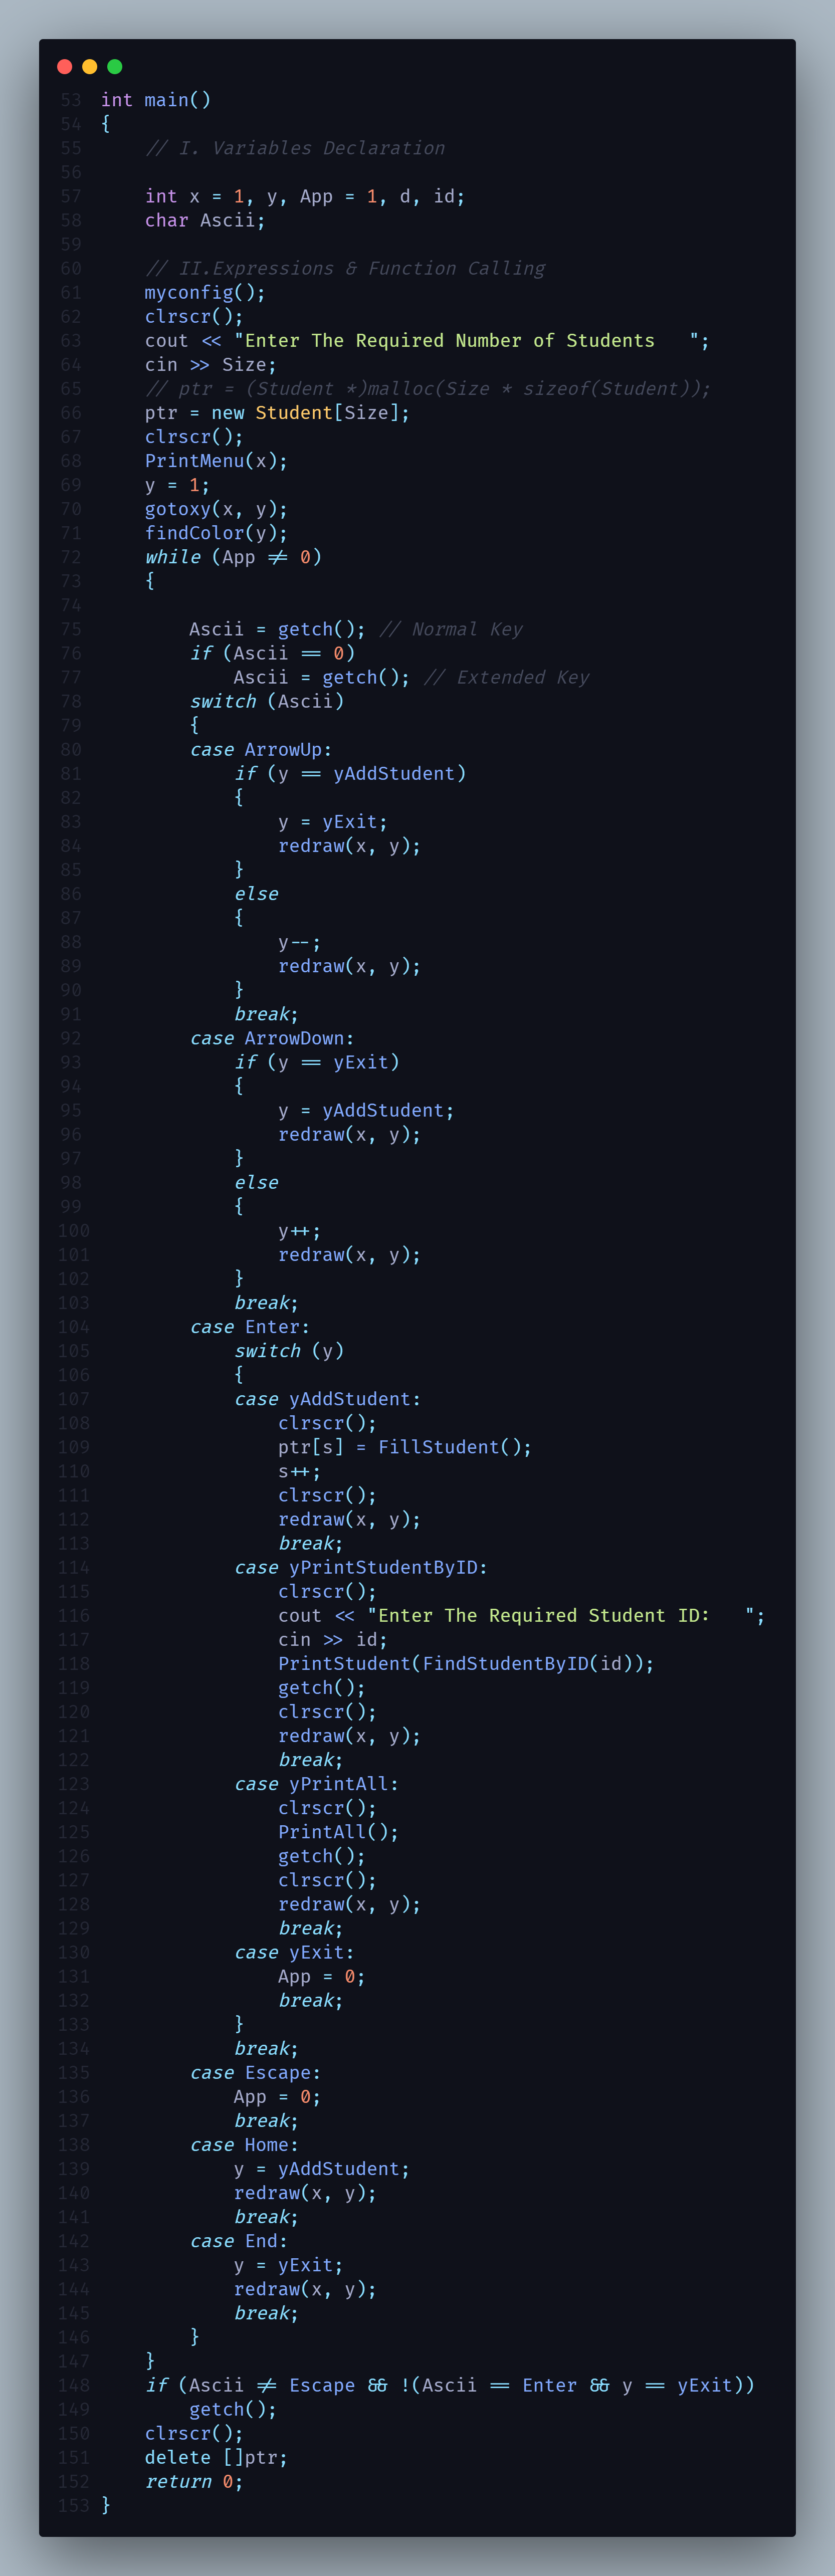 53 int main()
54 {
55     // I. Variables Declaration
56
57     int x = 1, y, App = 1, d, id;
58     char Ascii;
59
60     // II.Expressions & Function Calling
61     myconfig();
62     clrscr();
63     cout << "Enter The Required Number of Students   ";
64     cin >> Size;
65     // ptr = (Student *)malloc(Size * sizeof(Student));
66     ptr = new Student[Size];
67     clrscr();
68     PrintMenu(x);
69     y = 1;
70     gotoxy(x, y);
71     findColor(y);
72     while (App != 0)
73     {
74
75         Ascii = getch(); // Normal Key
76         if (Ascii == 0)
77             Ascii = getch(); // Extended Key
78         switch (Ascii)
79         {
80         case ArrowUp:
81             if (y == yAddStudent)
82             {
83                 y = yExit;
84                 redraw(x, y);
85             }
86             else
87             {
88                 y--;
89                 redraw(x, y);
90             }
91             break;
92         case ArrowDown:
93             if (y == yExit)
94             {
95                 y = yAddStudent;
96                 redraw(x, y);
97             }
98             else
99             {
100                 y++;
101                 redraw(x, y);
102             }
103             break;
104         case Enter:
105             switch (y)
106             {
107             case yAddStudent:
108                 clrscr();
109                 ptr[s] = FillStudent();
110                 s++;
111                 clrscr();
112                 redraw(x, y);
113                 break;
114             case yPrintStudentByID:
115                 clrscr();
116                 cout << "Enter The Required Student ID:   ";
117                 cin >> id;
118                 PrintStudent(FindStudentByID(id));
119                 getch();
120                 clrscr();
121                 redraw(x, y);
122                 break;
123             case yPrintAll:
124                 clrscr();
125                 PrintAll();
126                 getch();
127                 clrscr();
128                 redraw(x, y);
129                 break;
130             case yExit:
131                 App = 0;
132                 break;
133             }
134             break;
135         case Escape:
136             App = 0;
137             break;
138         case Home:
139             y = yAddStudent;
140             redraw(x, y);
141             break;
142         case End:
143             y = yExit;
144             redraw(x, y);
145             break;
146         }
147     }
148     if (Ascii != Escape && !(Ascii == Enter && y == yExit))
149         getch();
150     clrscr();
151     delete []ptr;
152     return 0;
153 }